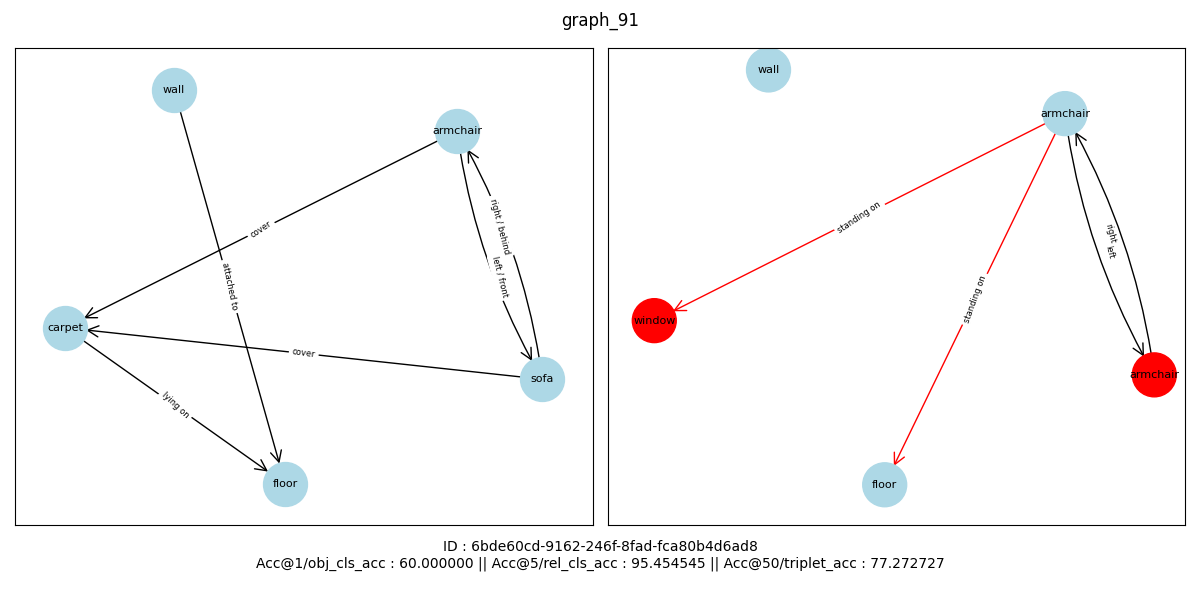 graph_91
wall
armchair
cover
right / behind
left / front
attached to
carpet
cover
sofa
lying on
floor
wall
armchair
standing on
right
left
standing on
window
armchair
floor
ID : 6bde60cd-9162-246f-8fad-fca80b4d6ad8
Acc@1/obj_cls_acc : 60.000000 || Acc@5/rel_cls_acc : 95.454545 || Acc@50/triplet_acc : 77.272727